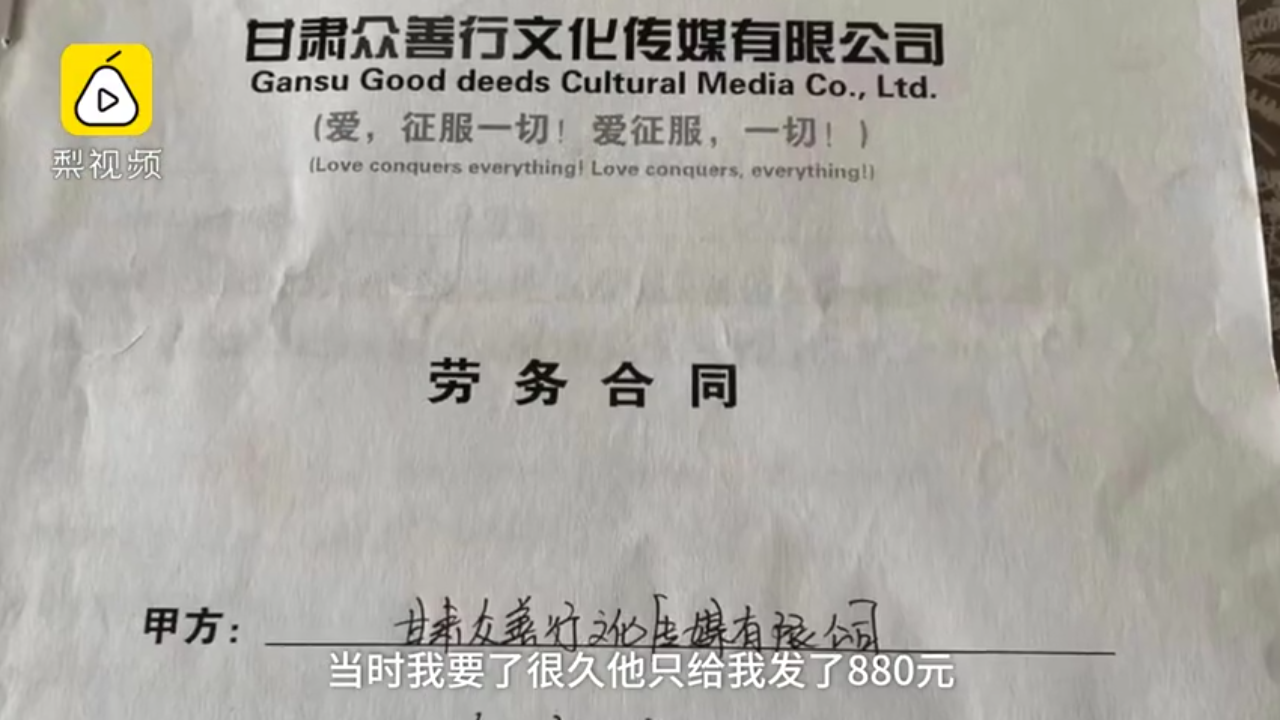 甘肃众善行文化传媒有限公司
Gansu Good deeds Cultural Media Co., Ltd.
(爱，征服一切！爱征服，一切！)
(Love conquers everything! Love conquers, everything!)
梨视频
劳务合同
甲方：甘肃众善行文化传媒有限公司
当时我要了很久他只给我发了880元